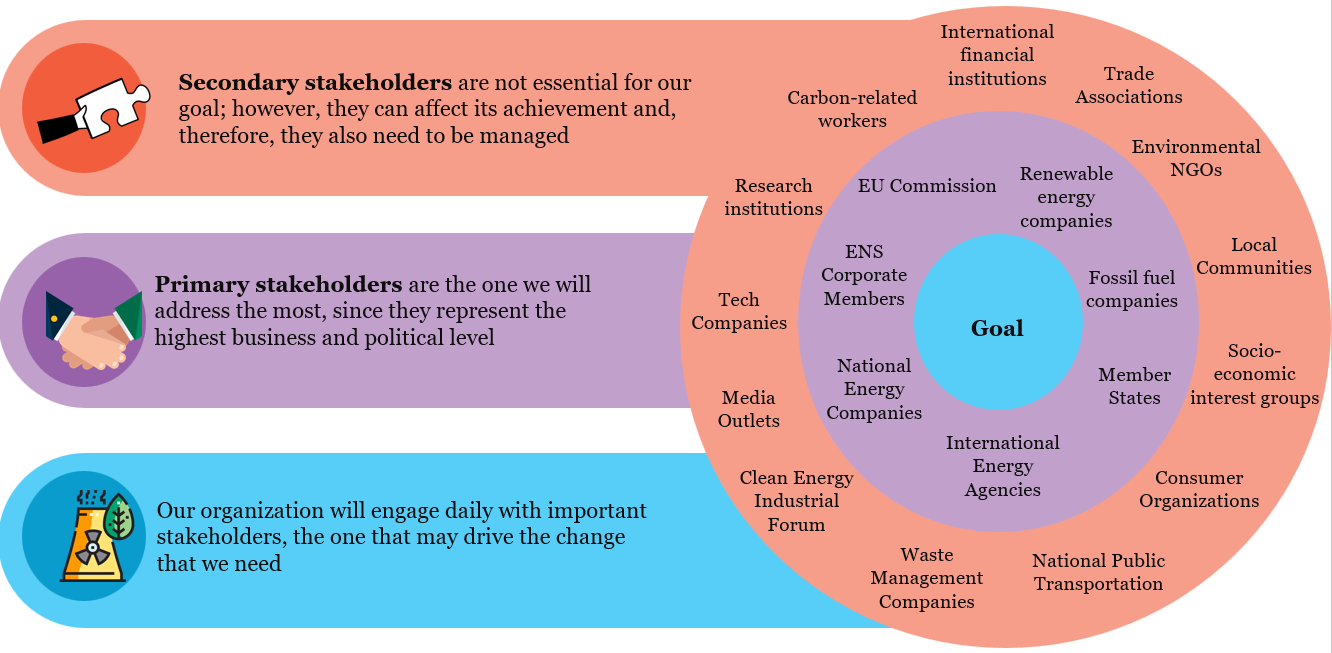 Secondary stakeholders are not essential for our
goal; however, they can affect its achievement and,
therefore, they also need to be managed
Primary stakeholders are the one we will
address the most, since they represent the
highest business and political level
Our organization will engage daily with important
stakeholders, the one that may drive the change
that we need
International
financial
institutions
Trade
Associations
Environmental
NGOs
Local
Communities
Socio-
economic
interest groups
Consumer
Organizations
National Public
Transportation
Waste
Management
Companies
Clean Energy
Industrial
Forum
Media
Outlets
Tech
Companies
Research
institutions
Carbon-related
workers
EU Commission
Renewable
energy
companies
Fossil fuel
companies
Member
States
International
Energy
Agencies
National
Energy
Companies
ENS
Corporate
Members
Goal